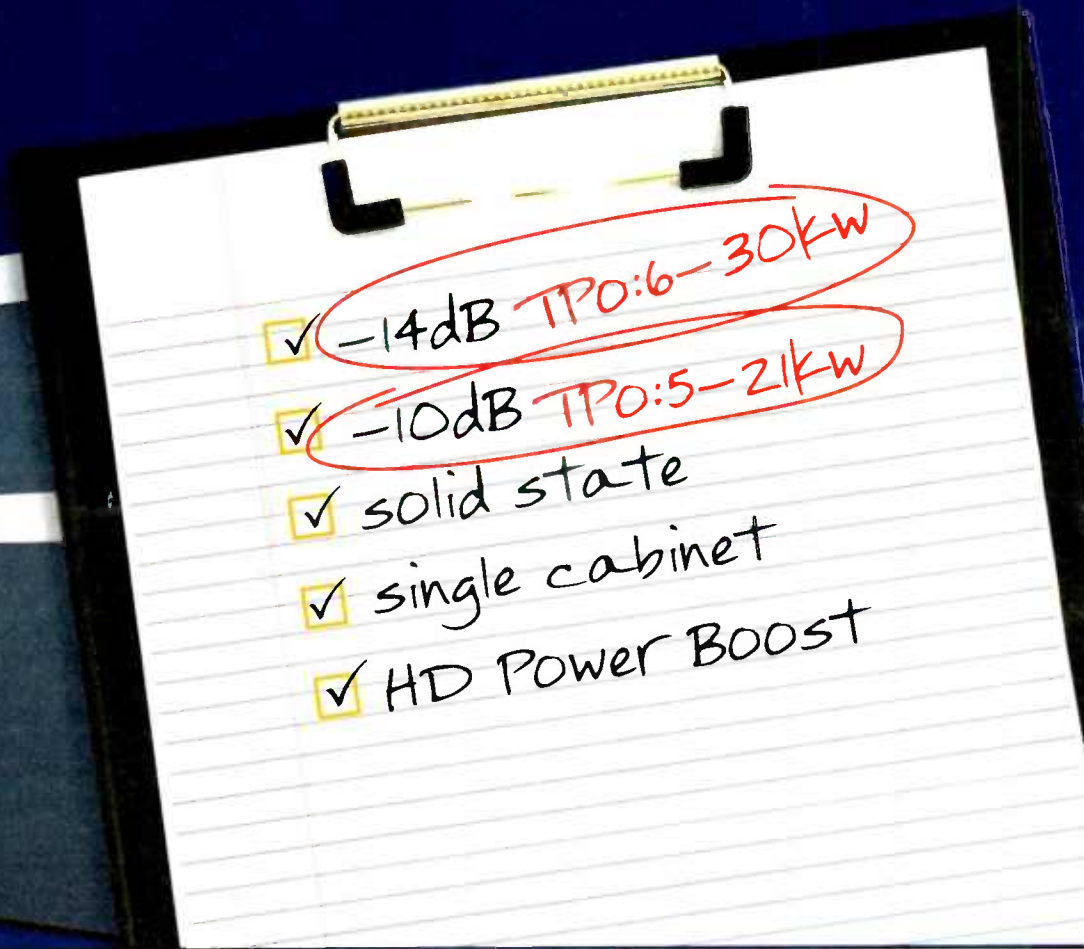 ✓ -14dB TPO:6-30kW
✓ -10dB TPO:5-21kW
✓ solid state
✓ single cabinet
✓ HD Power Boost